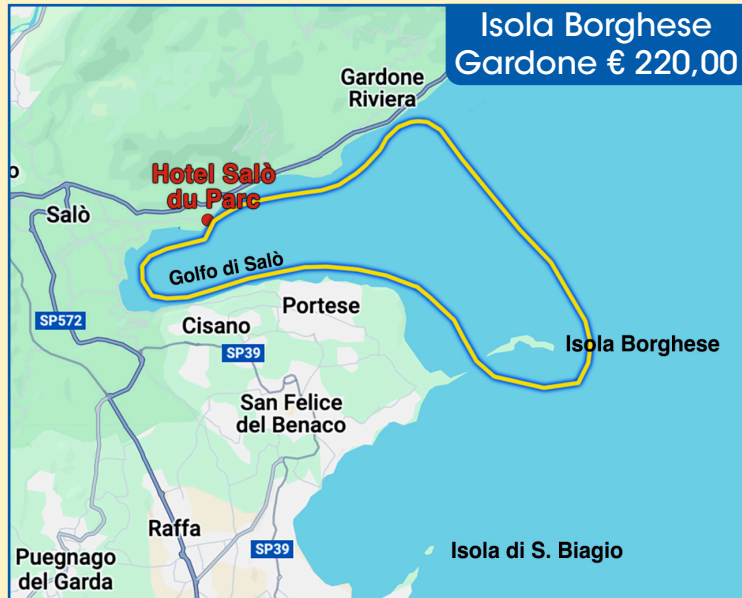 Isola Borghese
Gardone € 220,00
Gardone
Riviera
o
Hotel Salò
du Parc
Salò
Golfo di Salò
Portese
SP572
Cisano
SP39
Isola Borghese
San Felice
del Benaco
Raffa
SP39
Isola di S. Biagio
Puegnago
del Garda